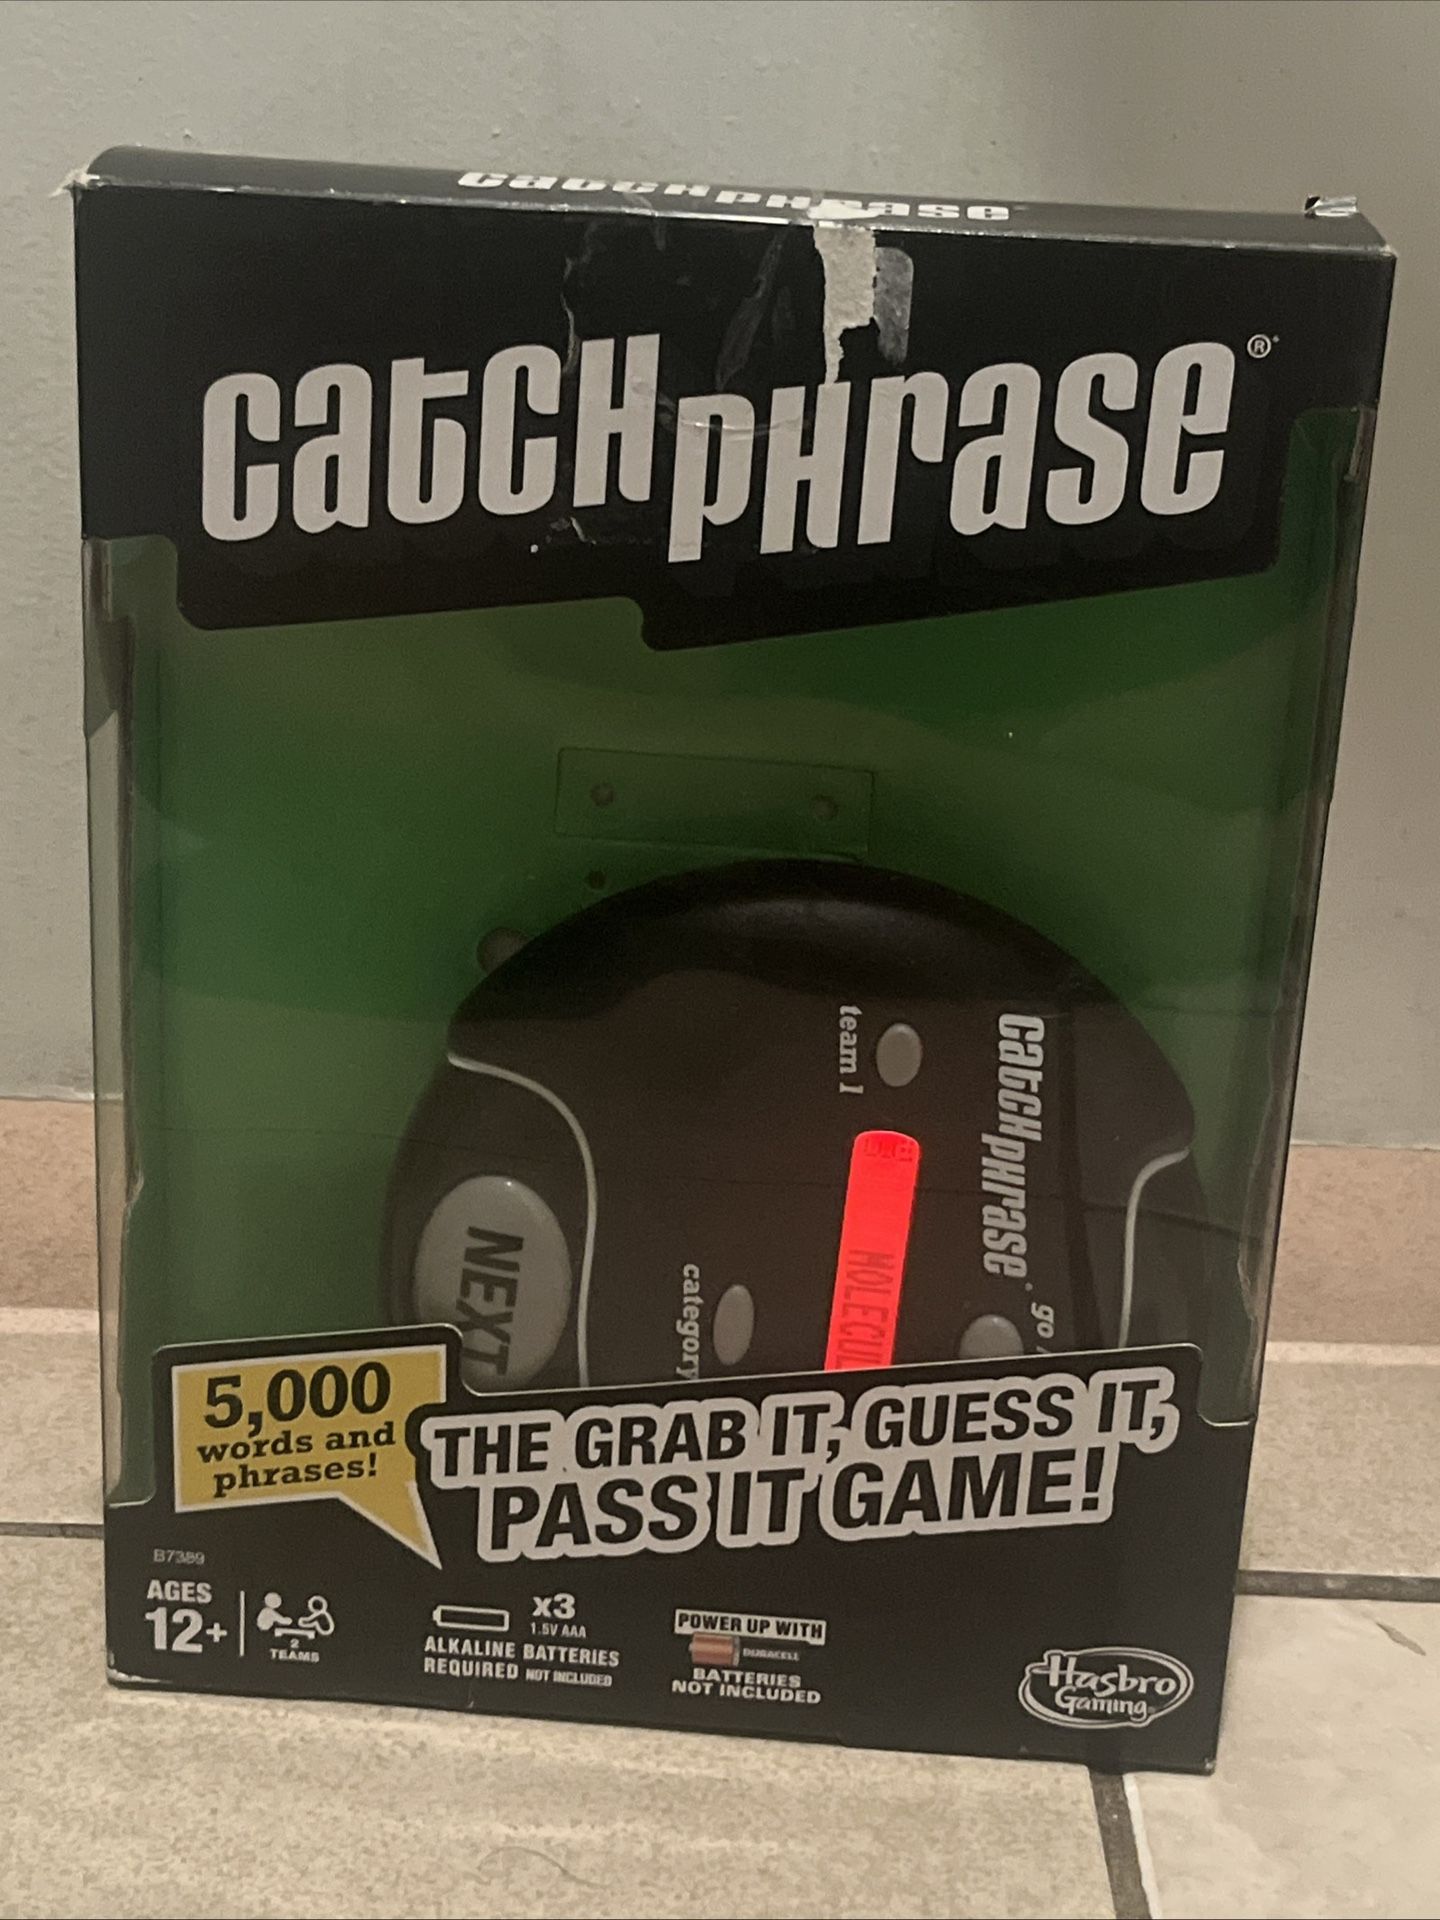 catchphrase
catchphrase®
team 1
catchphrase
go /
category
NEXT
MOLECUL
5,000
words and
phrases!
THE GRAB IT, GUESS IT,
PASS IT GAME!
B7389
AGES
12+
2
TEAMS
x3
1.5V AAA
ALKALINE BATTERIES
REQUIRED NOT INCLUDED
POWER UP WITH
DURACELL
BATTERIES
NOT INCLUDED
Hasbro
Gaming